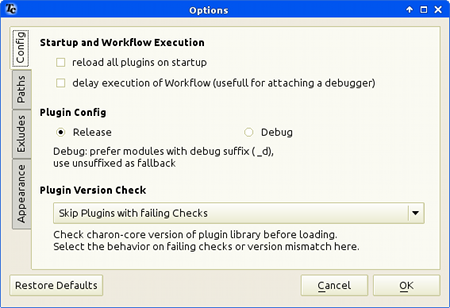 Options
Config
Paths
Exludes
Appearance
Startup and Workflow Execution
reload all plugins on startup
delay execution of Workflow (usefull for attaching a debugger)
Plugin Config
Release
Debug
Debug: prefer modules with debug suffix (_d),
use unsuffixed as fallback
Plugin Version Check
Skip Plugins with failing Checks
Check charon-core version of plugin library before loading.
Select the behavior on failing checks or version mismatch here.
Restore Defaults
Cancel
OK